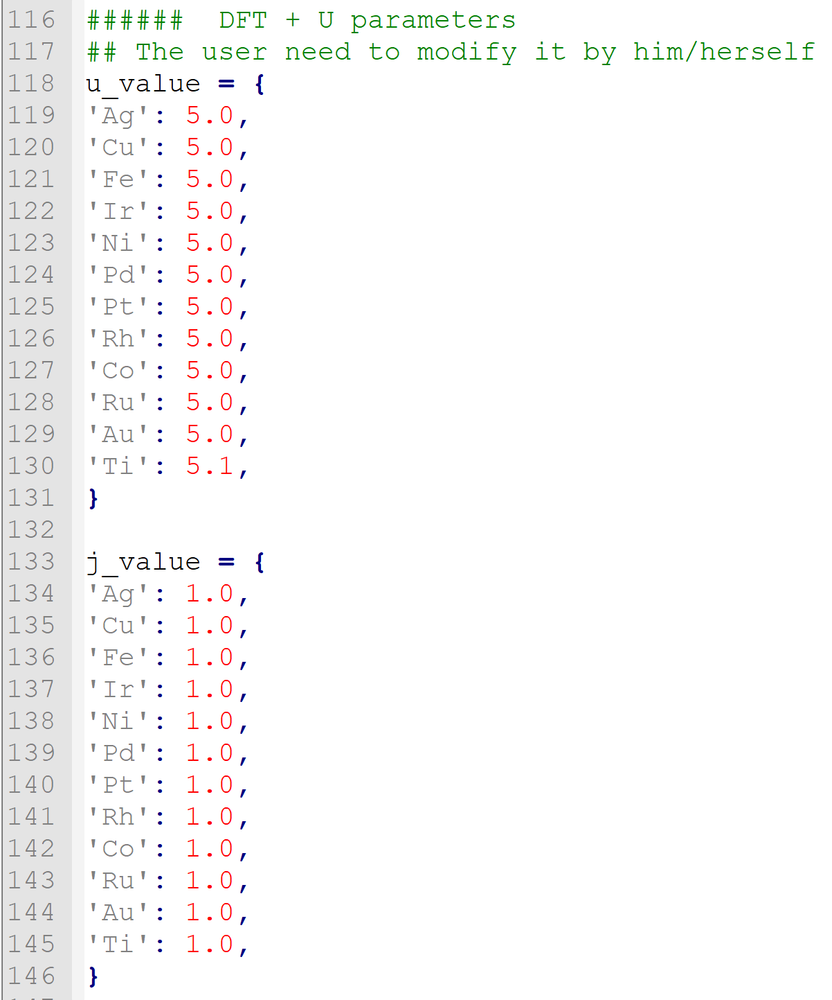 116 ###### DFT + U parameters
117 ## The user need to modify it by him/herself
118 u_value = {
119 'Ag': 5.0,
120 'Cu': 5.0,
121 'Fe': 5.0,
122 'Ir': 5.0,
123 'Ni': 5.0,
124 'Pd': 5.0,
125 'Pt': 5.0,
126 'Rh': 5.0,
127 'Co': 5.0,
128 'Ru': 5.0,
129 'Au': 5.0,
130 'Ti': 5.1,
131 }
132
133 j_value = {
134 'Ag': 1.0,
135 'Cu': 1.0,
136 'Fe': 1.0,
137 'Ir': 1.0,
138 'Ni': 1.0,
139 'Pd': 1.0,
140 'Pt': 1.0,
141 'Rh': 1.0,
142 'Co': 1.0,
143 'Ru': 1.0,
144 'Au': 1.0,
145 'Ti': 1.0,
146 }